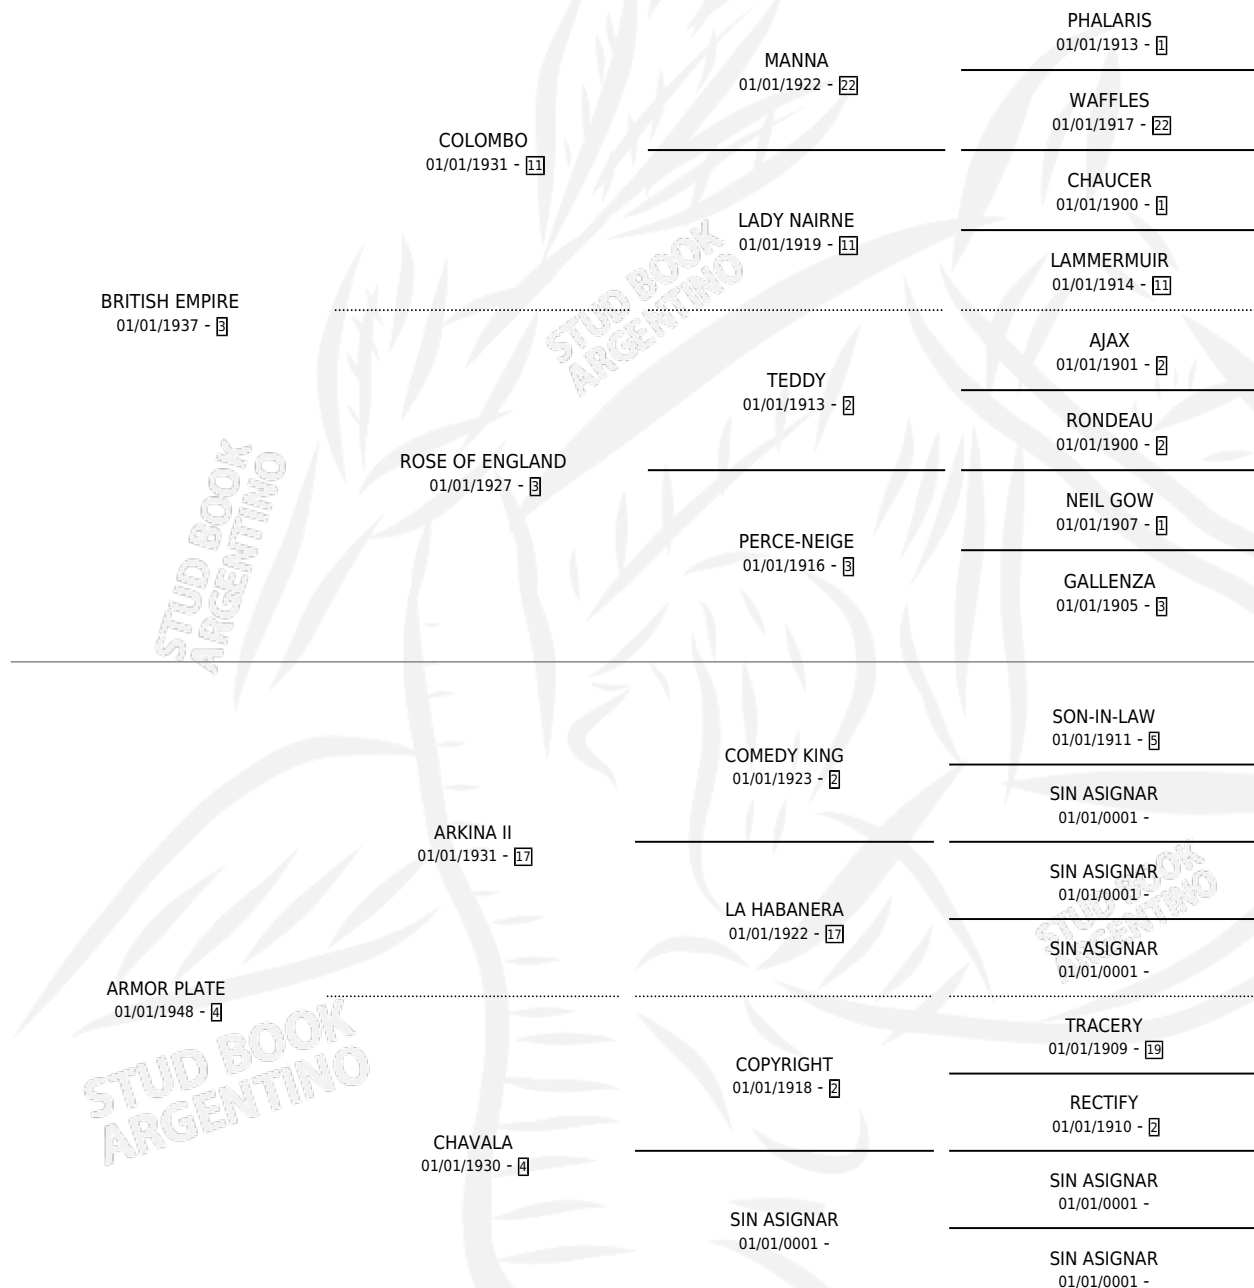 PHALARIS
01/01/1913 - 1
MANNA
01/01/1922 - 22
WAFFLES
01/01/1917 - 22
COLOMBO
01/01/1931 - 11
CHAUCER
01/01/1900 - 1
LADY NAIRNE
01/01/1919 - 11
LAMMERMUIR
01/01/1914 - 11
BRITISH EMPIRE
01/01/1937 - 3
STUD BOOK
ARGENTINO
AJAX
01/01/1901 - 2
TEDDY
01/01/1913 - 2
RONDEAU
01/01/1900 - 2
ROSE OF ENGLAND
01/01/1927 - 3
NEIL GOW
01/01/1907 - 1
PERCE-NEIGE
01/01/1916 - 3
GALLENZA
01/01/1905 - 3
STUD BOOK
ARGENTINO
SON-IN-LAW
01/01/1911 - 5
COMEDY KING
01/01/1923 - 2
SIN ASIGNAR
01/01/0001 -
ARKINA II
01/01/1931 - 17
SIN ASIGNAR
01/01/0001 -
LA HABANERA
01/01/1922 - 17
SIN ASIGNAR
01/01/0001 -
STUD BOOK
ARGENTINO
ARMOR PLATE
01/01/1948 - 4
STUD BOOK
ARGENTINO
TRACERY
01/01/1909 - 19
COPYRIGHT
01/01/1918 - 2
RECTIFY
01/01/1910 - 2
CHAVALA
01/01/1930 - 4
SIN ASIGNAR
01/01/0001 -
SIN ASIGNAR
01/01/0001 -
SIN ASIGNAR
01/01/0001 -